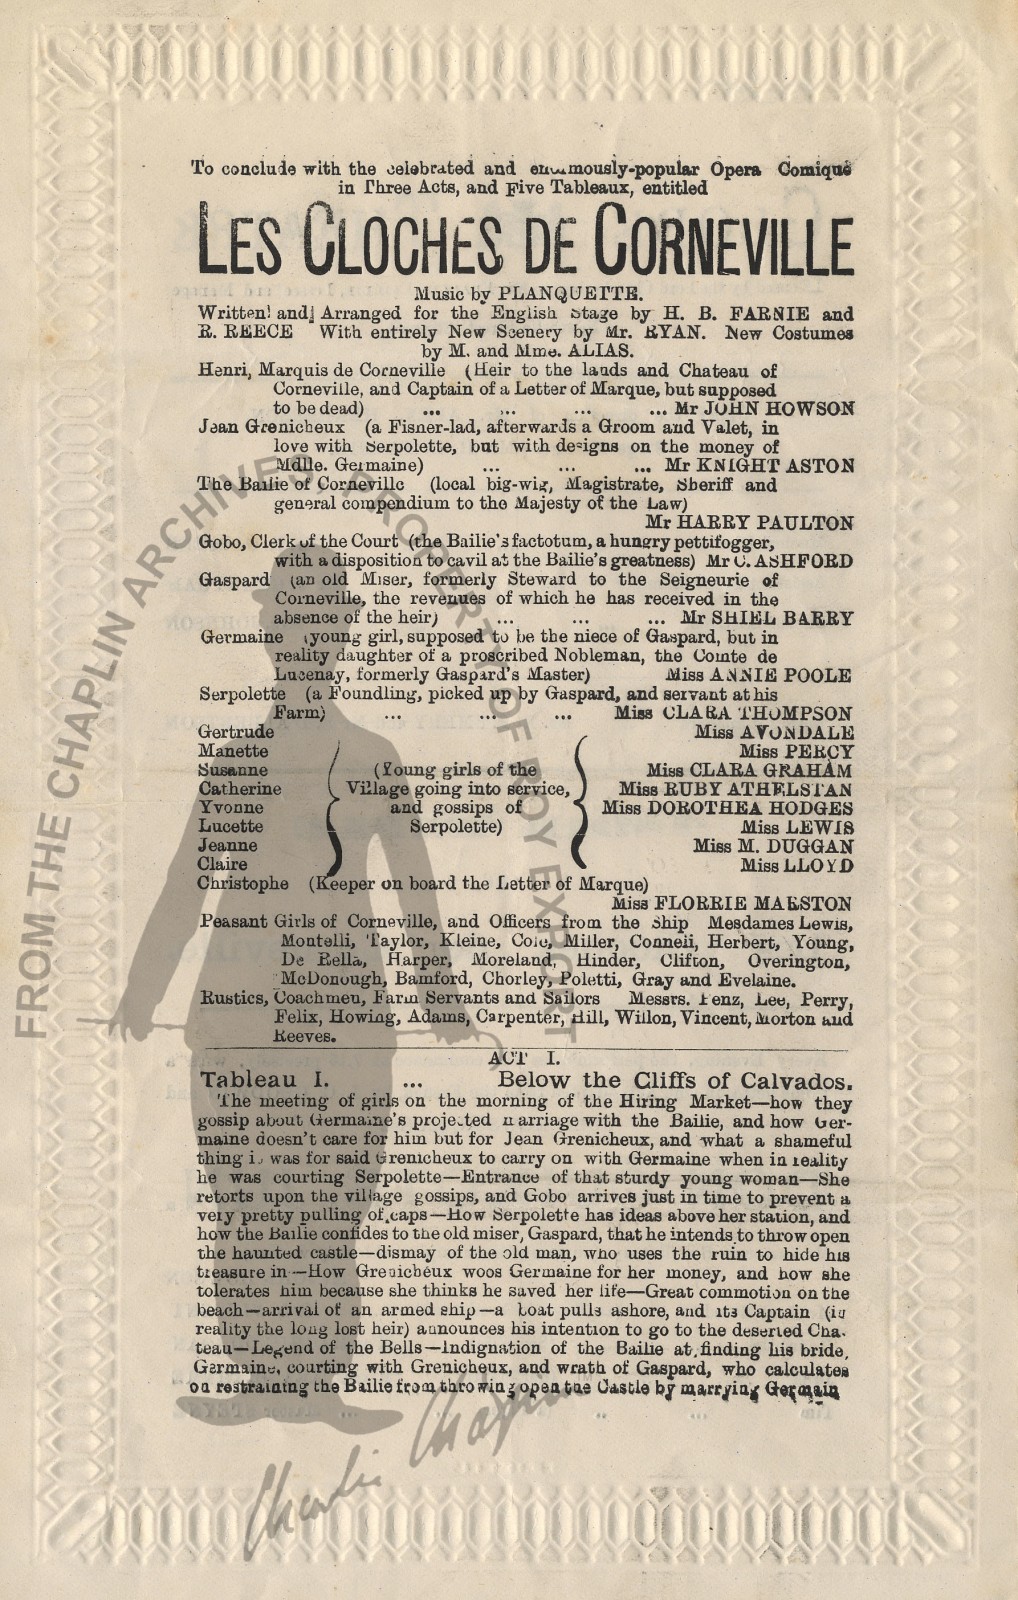 To conclude with the celebrated and enormously-popular Opera Comique
in Three Acts, and Five Tableaux, entitled
LES CLOCHES DE CORNEVILLE
Music by PLANQUETTE.
Written and Arranged for the English Stage by H. B. FARNIE and
R. REECE With entirely New Scenery by Mr. RYAN. New Costumes
by M. and Mme. ALIAS.
Henri, Marquis de Corneville (Heir to the lands and Chateau of
Corneville, and Captain of a Letter of Marque, but supposed
to be dead) ... ... ... ... Mr JOHN HOWSON
Jean Grenicheux (a Fisher-lad, afterwards a Groom and Valet, in
love with Serpolette, but with designs on the money of
Mdlle. Germaine) ... ... ... Mr KNIGHT ASTON
The Bailie of Corneville (local big-wig, Magistrate, Sheriff and
general compendium to the Majesty of the Law)
Mr HARRY PAULTON
Gobo, Clerk of the Court (the Bailie's factotum, a hungry pettifogger,
with a disposition to cavil at the Bailie's greatness) Mr C. ASHFORD
Gaspard (an old Miser, formerly Steward to the Seigneurie of
Corneville, the revenues of which he has received in the
absence of the heir) ... ... ... Mr SHIEL BARRY
Germaine (young girl, supposed to be the niece of Gaspard, but in
reality daughter of a proscribed Nobleman, the Comte de
Lucenay, formerly Gaspard's Master) Miss ANNIE POOLE
Serpolette (a Foundling, picked up by Gaspard, and servant at his
Farm) ... ... ... Miss CLARA THOMPSON
Gertrude Miss AVONDALE
Manette Miss PERCY
Susanne (Young girls of the Miss CLARA GRAHAM
Catherine Village going into service, Miss RUBY ATHELSTAN
Yvonne and gossips of Miss DOROTHEA HODGES
Lucette Serpolette) Miss LEWIS
Jeanne Miss M. DUGGAN
Claire Miss LLOYD
Christophe (Keeper on board the Letter of Marque)
Miss FLORRIE MARSTON
Peasant Girls of Corneville, and Officers from the Ship Mesdames Lewis,
Montelli, Taylor, Kleine, Cole, Miller, Connell, Herbert, Young,
De Rella, Harper, Moreland, Hinder, Clifton, Overington,
McDonough, Bamford, Chorley, Poletti, Gray and Evelaine.
Rustics, Coachmen, Farm Servants and Sailors Messrs. Fenz, Lee, Perry,
Felix, Howing, Adams, Carpenter, Hill, Willon, Vincent, Morton and
Reeves.
ACT I.
Tableau I. ... Below the Cliffs of Calvados.
The meeting of girls on the morning of the Hiring Market—how they
gossip about Germaine's projected marriage with the Bailie, and how Ger-
maine doesn't care for him but for Jean Grenicheux, and what a shameful
thing it was for said Grenicheux to carry on with Germaine when in reality
he was courting Serpolette—Entrance of that sturdy young woman—She
retorts upon the village gossips, and Gobo arrives just in time to prevent a
very pretty pulling of caps—How Serpolette has ideas above her station, and
how the Bailie confides to the old miser, Gaspard, that he intends to throw open
the haunted castle—dismay of the old man, who uses the ruin to hide his
treasure in—How Grenicheux woos Germaine for her money, and how she
tolerates him because she thinks he saved her life—Great commotion on the
beach—arrival of an armed ship—a boat pulls ashore, and its Captain (in
reality the long lost heir) announces his intention to go to the deserted Cha-
teau—Legend of the Bells—Indignation of the Bailie at finding his bride,
Germaine, courting with Grenicheux, and wrath of Gaspard, who calculates
on restraining the Bailie from throwing open the Castle by marrying Germain
FROM THE CHAPLIN ARCHIVES, PROPERTY OF ROY EXPORT
Charlie Chaplin